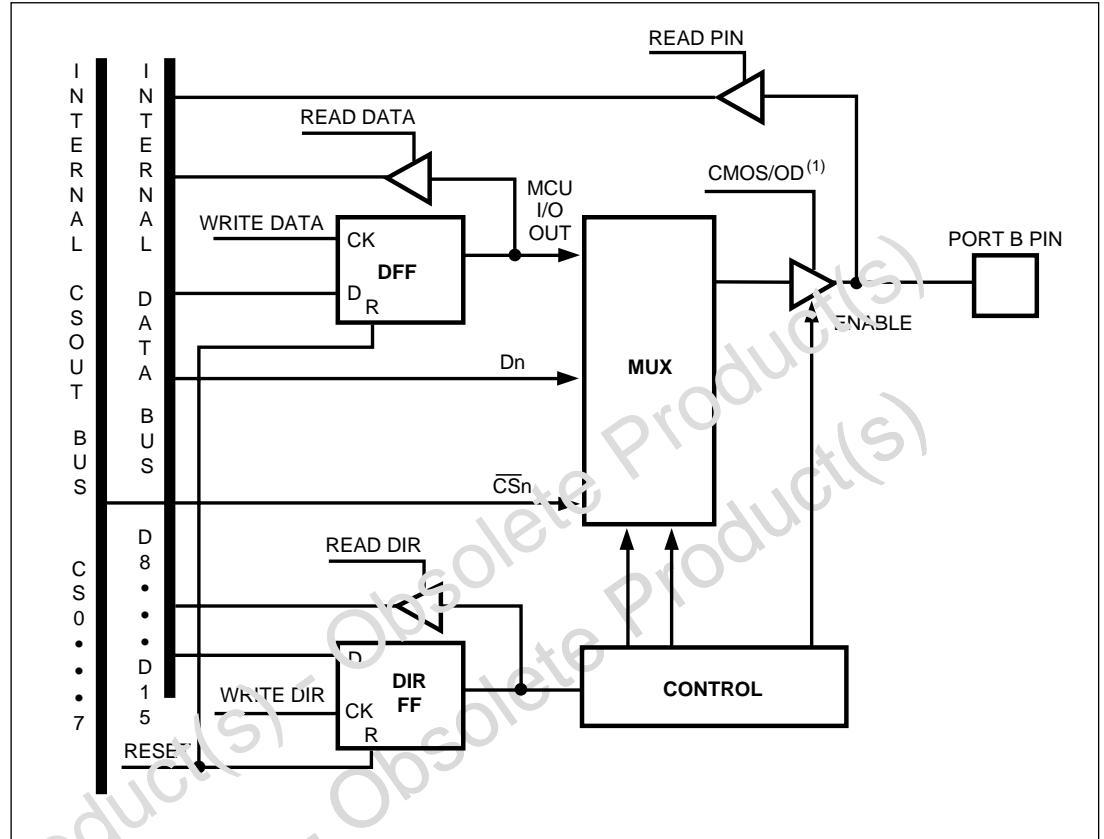 READ PIN
READ DATA
CMOS/OD(1)
MCU
I/O
OUT
WRITE DATA
CK
DFF
D
R
PORT B PIN
ENABLE
Dn
MUX
CSn
READ DIR
D
DIR
FF
WRITE DIR
CK
R
CONTROL
RESET
INTERNAL CSOUT BUS CS0 • • • 7
INTERNAL DATA BUS D8 • • • D15
Obsolete Product(s)
duct(s) - Obsolete Product(s)
- Obsolete Product(s)